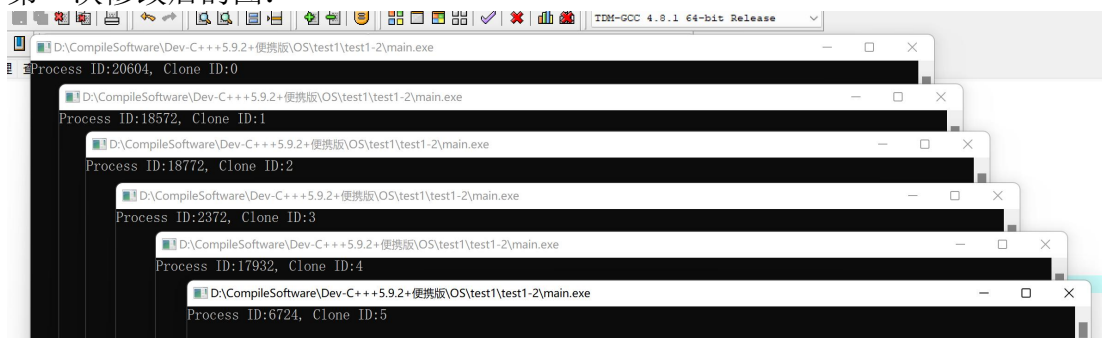 TDM-GCC 4.8.1 64-bit Release
D:\CompileSoftware\Dev-C+++5.9.2+便携版\OS\test1\test1-2\main.exe
Process ID:20604, Clone ID:0
D:\CompileSoftware\Dev-C+++5.9.2+便携版\OS\test1\test1-2\main.exe
Process ID:18572, Clone ID:1
D:\CompileSoftware\Dev-C+++5.9.2+便携版\OS\test1\test1-2\main.exe
Process ID:18772, Clone ID:2
D:\CompileSoftware\Dev-C+++5.9.2+便携版\OS\test1\test1-2\main.exe
Process ID:2372, Clone ID:3
D:\CompileSoftware\Dev-C+++5.9.2+便携版\OS\test1\test1-2\main.exe
Process ID:17932, Clone ID:4
D:\CompileSoftware\Dev-C+++5.9.2+便携版\OS\test1\test1-2\main.exe
Process ID:6724, Clone ID:5